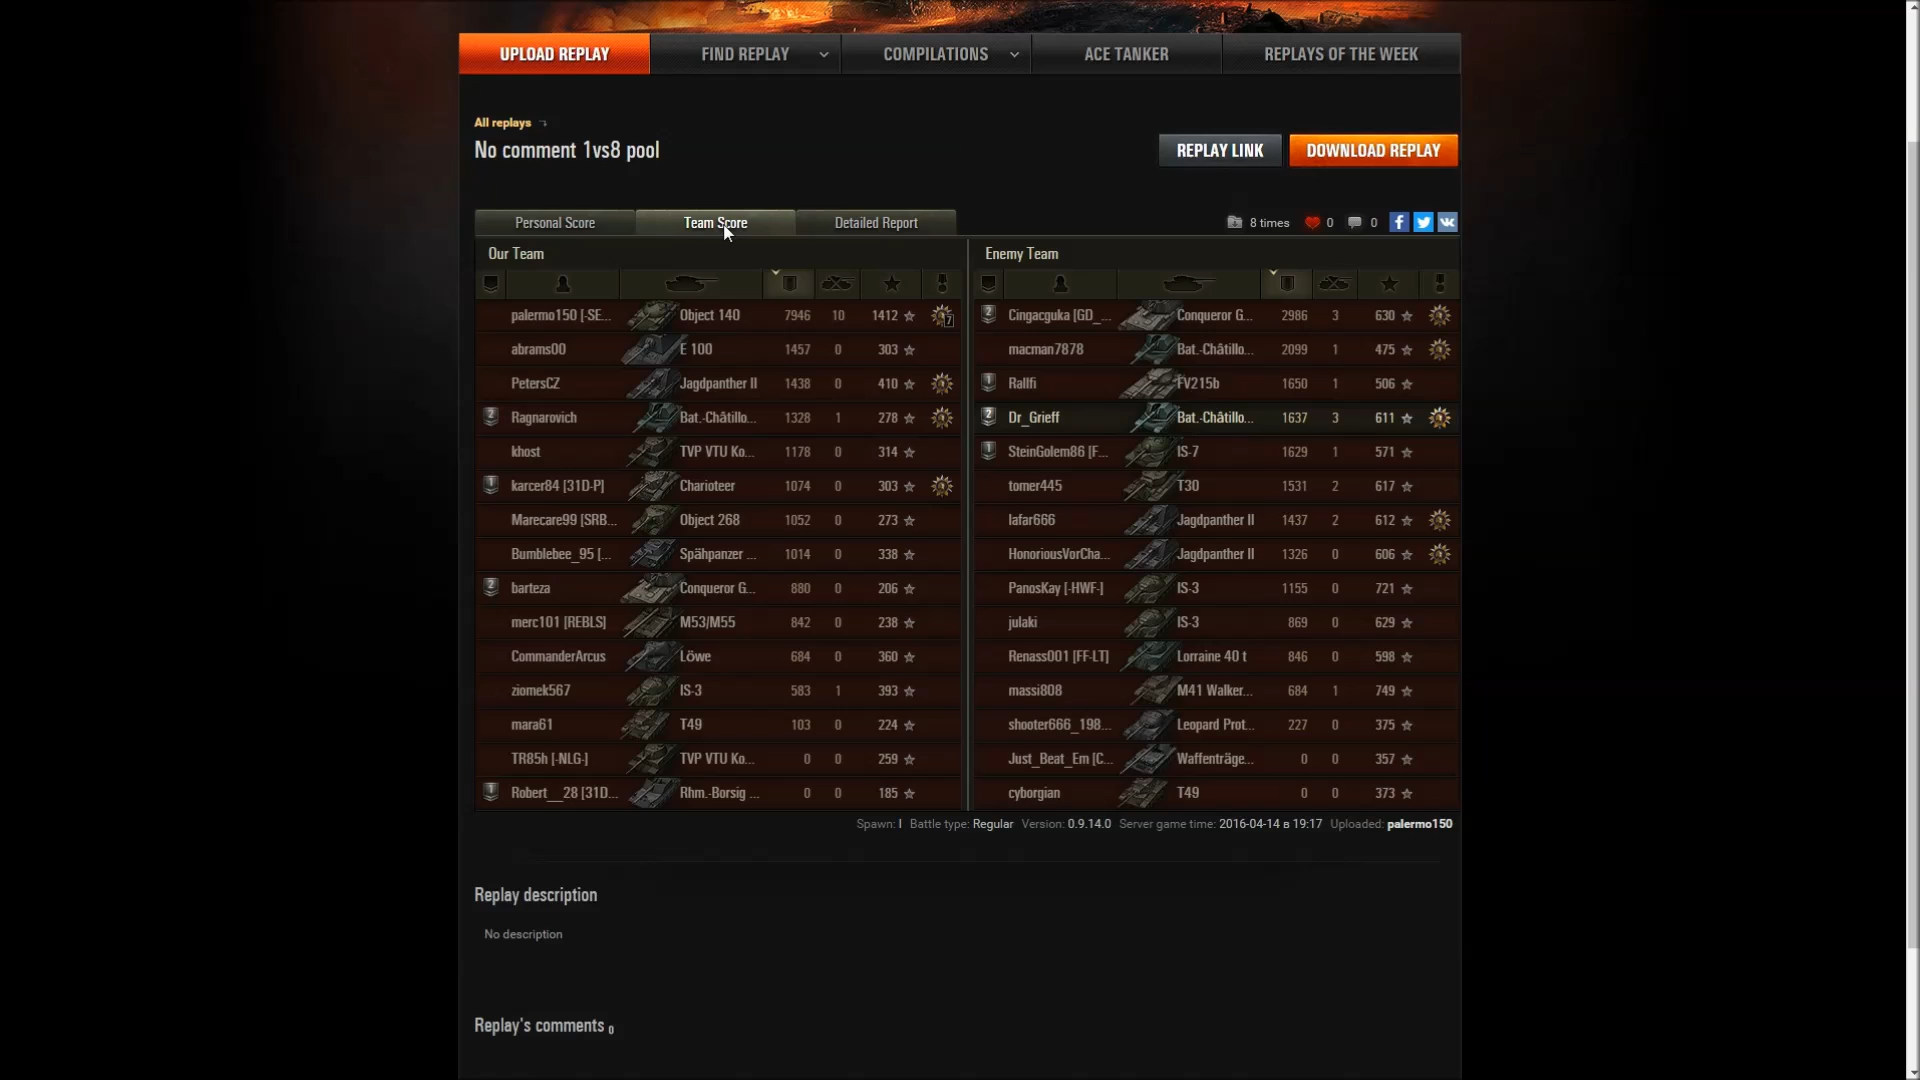 UPLOAD REPLAY FIND REPLAY COMPILATIONS ACE TANKER REPLAYS OF THE WEEK
All replays
No comment 1vs8 pool
REPLAY LINK DOWNLOAD REPLAY
Personal Score Team Score Detailed Report 8 times 0 0
Our Team Enemy Team
palermo150 [-SE... Object 140 7946 10 1412 7 2 Cingacguka [GD_... Conqueror G... 2986 3 630
abrams00 E 100 1457 0 303 macman7878 Bat.-Châtillo... 2099 1 475
PetersCZ Jagdpanther II 1438 0 410 1 Rallfi FV215b 1650 1 506
2 Ragnarovich Bat.-Châtillo... 1328 1 278 2 Dr_Grieff Bat.-Châtillo... 1637 3 611
khost TVP VTU Ko... 1178 0 314 1 SteinGolem86 [F... IS-7 1629 1 571
1 karcer84 [31D-P] Charioteer 1074 0 303 tomer445 T30 1531 2 617
Marecare99 [SRB... Object 268 1052 0 273 lafar666 Jagdpanther II 1437 2 612
Bumblebee_95 [... Spähpanzer ... 1014 0 338 HonoriousVorCha... Jagdpanther II 1326 0 606
2 barteza Conqueror G... 880 0 206 PanosKay [-HWF-] IS-3 1155 0 721
merc101 [REBLS] M53/M55 842 0 238 julaki IS-3 869 0 629
CommanderArcus Löwe 684 0 360 Renass001 [FF-LT] Lorraine 40 t 846 0 598
ziomek567 IS-3 583 1 393 massi808 M41 Walker... 684 1 749
mara61 T49 103 0 224 shooter666_198... Leopard Prot... 227 0 375
TR85h [-NLG-] TVP VTU Ko... 0 0 259 Just_Beat_Em [C... Waffenträge... 0 0 357
1 Robert__28 [31D... Rhm.-Borsig ... 0 0 185 cyborgian T49 0 0 373
Spawn: I Battle type: Regular Version: 0.9.14.0 Server game time: 2016-04-14 в 19:17 Uploaded: palermo150
Replay description
No description
Replay's comments 0